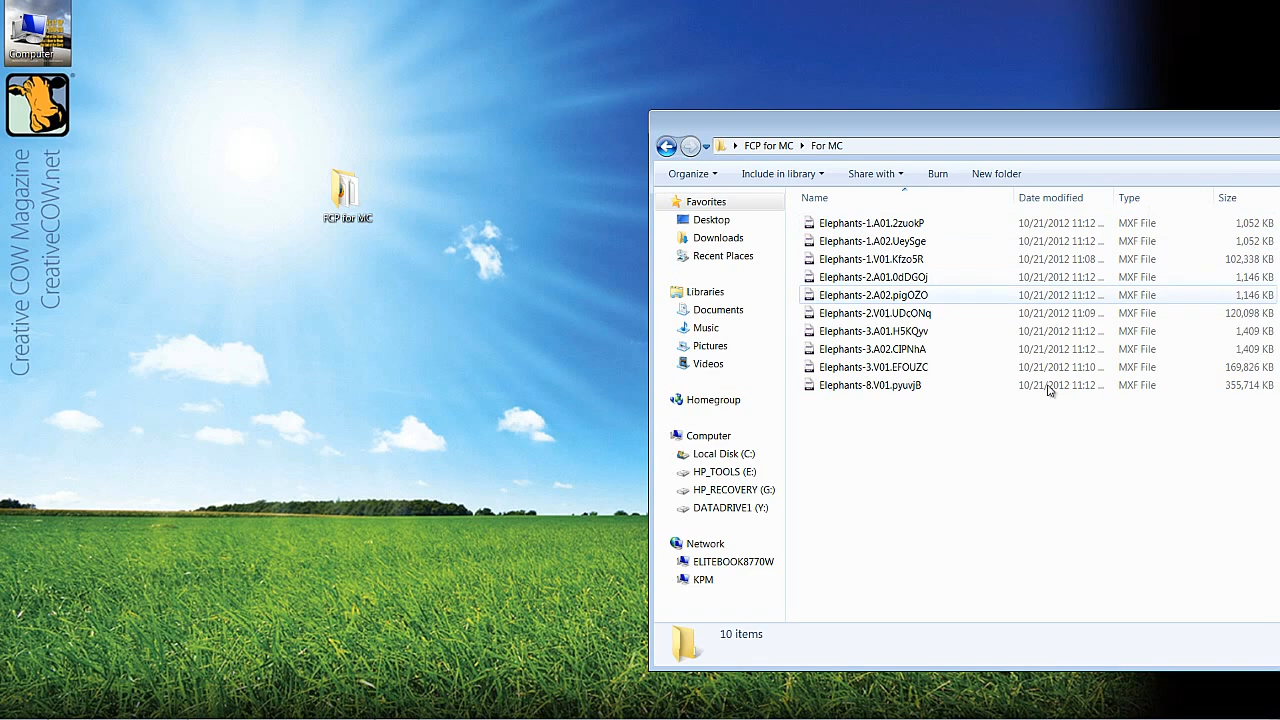 Computer
Creative COW Magazine
CreativeCOW.net
FCP for MC
FCP for MC
For MC
Organize
Include in library
Share with
Burn
New folder
Favorites
Desktop
Downloads
Recent Places
Libraries
Documents
Music
Pictures
Videos
Homegroup
Computer
Local Disk (C:)
HP_TOOLS (E:)
HP_RECOVERY (G:)
DATADRIVE1 (Y:)
Network
ELITEBOOK8770W
KPM
Name Date modified Type Size
Elephants-1.A01.2zuokP 10/21/2012 11:12 ... MXF File 1,052 KB
Elephants-1.A02.UeySge 10/21/2012 11:12 ... MXF File 1,052 KB
Elephants-1.V01.Kfzo5R 10/21/2012 11:08 ... MXF File 102,338 KB
Elephants-2.A01.0dDGOj 10/21/2012 11:12 ... MXF File 1,146 KB
Elephants-2.A02.pigOZO 10/21/2012 11:12 ... MXF File 1,146 KB
Elephants-2.V01.UDcONq 10/21/2012 11:09 ... MXF File 120,098 KB
Elephants-3.A01.H5KQyv 10/21/2012 11:12 ... MXF File 1,409 KB
Elephants-3.A02.CIPNhA 10/21/2012 11:12 ... MXF File 1,409 KB
Elephants-3.V01.EFOUZC 10/21/2012 11:10 ... MXF File 169,826 KB
Elephants-8.V01.pyuvjB 10/21/2012 11:12 ... MXF File 355,714 KB
10 items